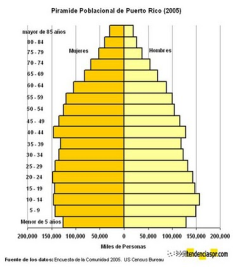 Piramide Poblacional de Puerto Rico (2005)
mayor de 85 años
80 - 84
75 - 79
Mujeres
Hombres
70 - 74
65 - 69
60 - 64
55 - 59
50 - 54
45 - 49
40 - 44
35 - 39
30 - 34
25 - 29
20 - 24
15 - 19
10 - 14
5 - 9
Menor de 5 años
200,000 150,000 100,000 50,000 0 50,000 100,000 150,000 200,000
Miles de Personas
tendenciaspr.com
Fuente de los datos: Encuesta de la Comunidad 2005. US Census Bureau